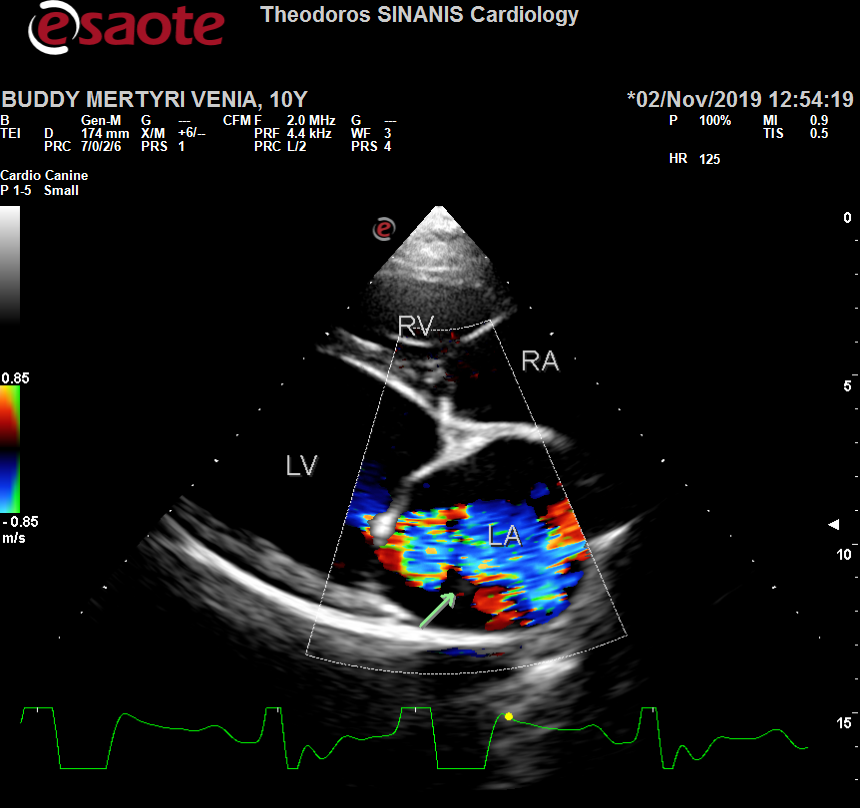 esaote
Theodoros SINANIS Cardiology
BUDDY MERTYRI VENIA, 10Y *02/Nov/2019 12:54:19
B Gen-M G --- CFM F 2.0 MHz G --- P 100% MI 0.9
TEI D 174 mm X/M +6/-- PRF 4.4 kHz WF 3 TIS 0.5
PRC 7/0/2/6 PRS 1 PRC L/2 PRS 4
HR 125
Cardio Canine
P 1-5 Small
e
0
RV
RA
5
0.85
LV
-0.85
m/s
LA
10
15